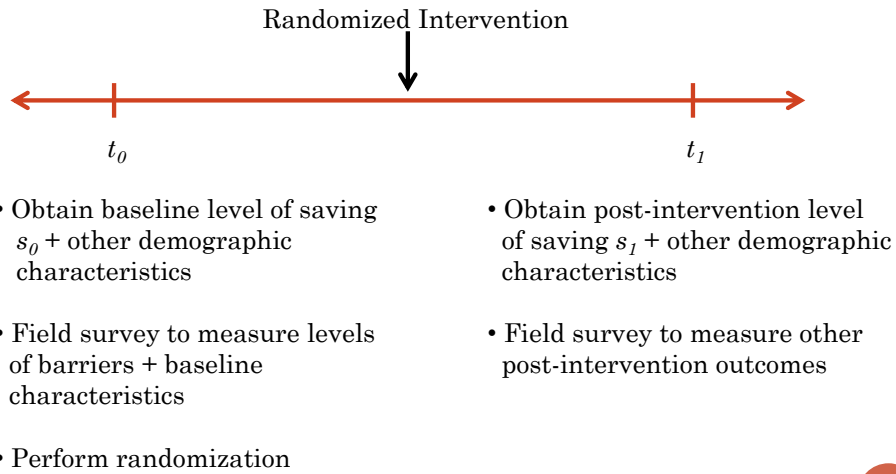 Randomized Intervention
t0
t1
• Obtain baseline level of saving
s0 + other demographic
characteristics
• Field survey to measure levels
of barriers + baseline
characteristics
• Perform randomization
• Obtain post-intervention level
of saving s1 + other demographic
characteristics
• Field survey to measure other
post-intervention outcomes